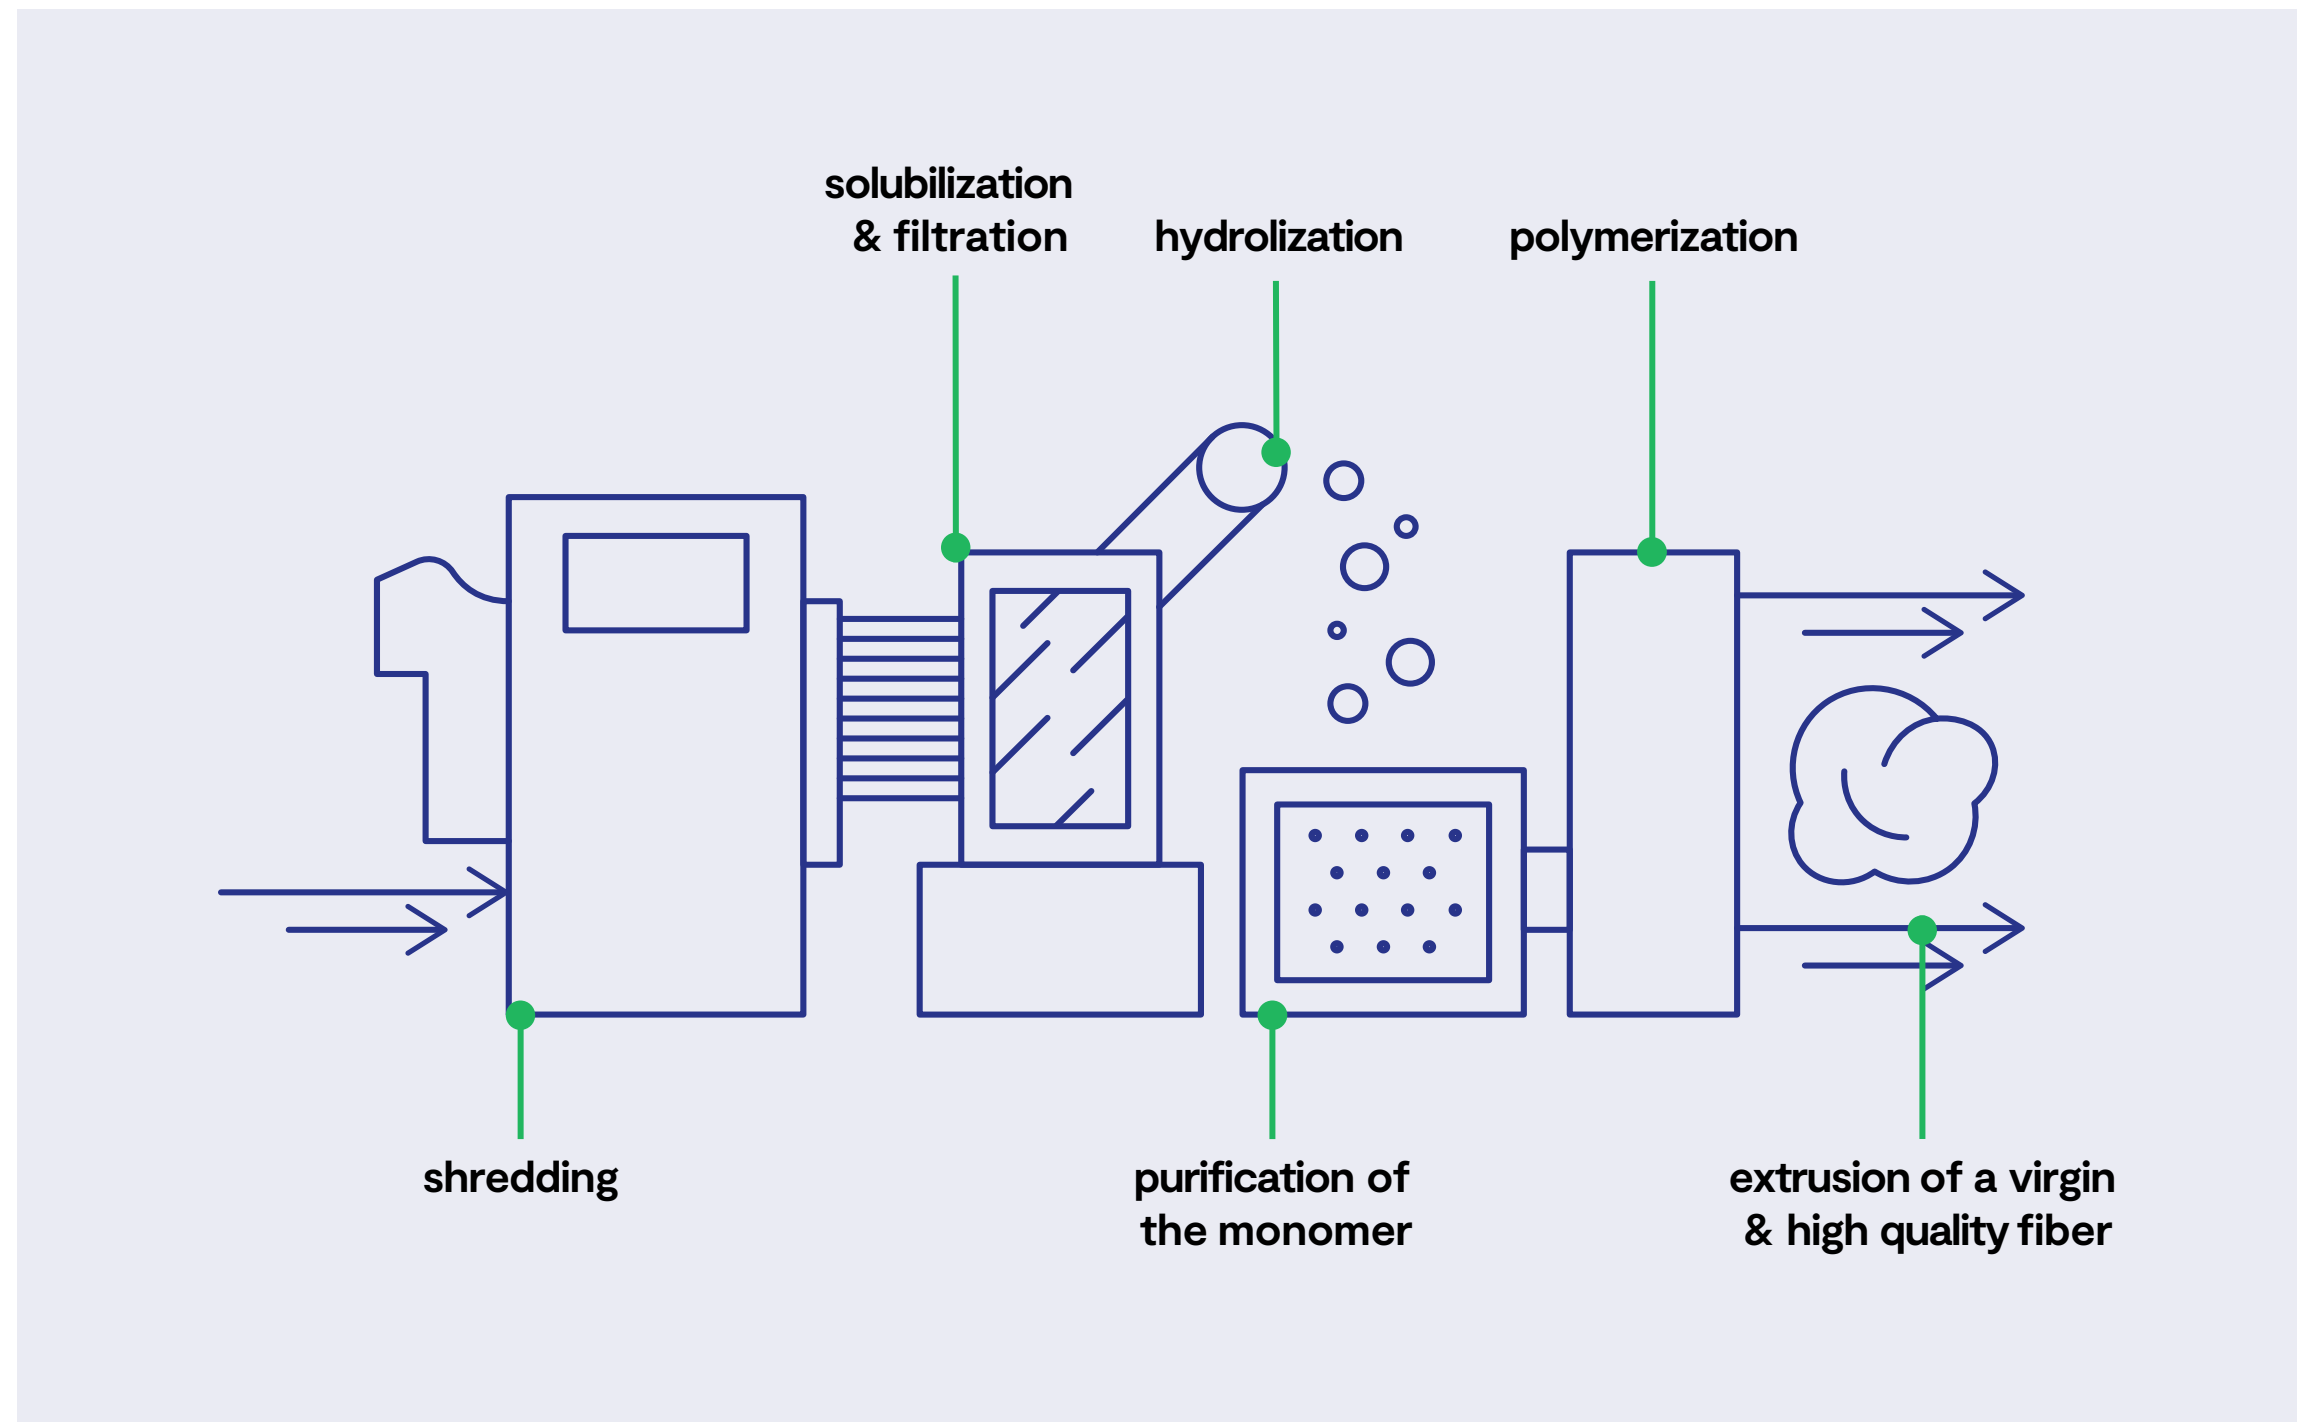 solubilization
& filtration
hydrolization
polymerization
shredding
purification of
the monomer
extrusion of a virgin
& high quality fiber